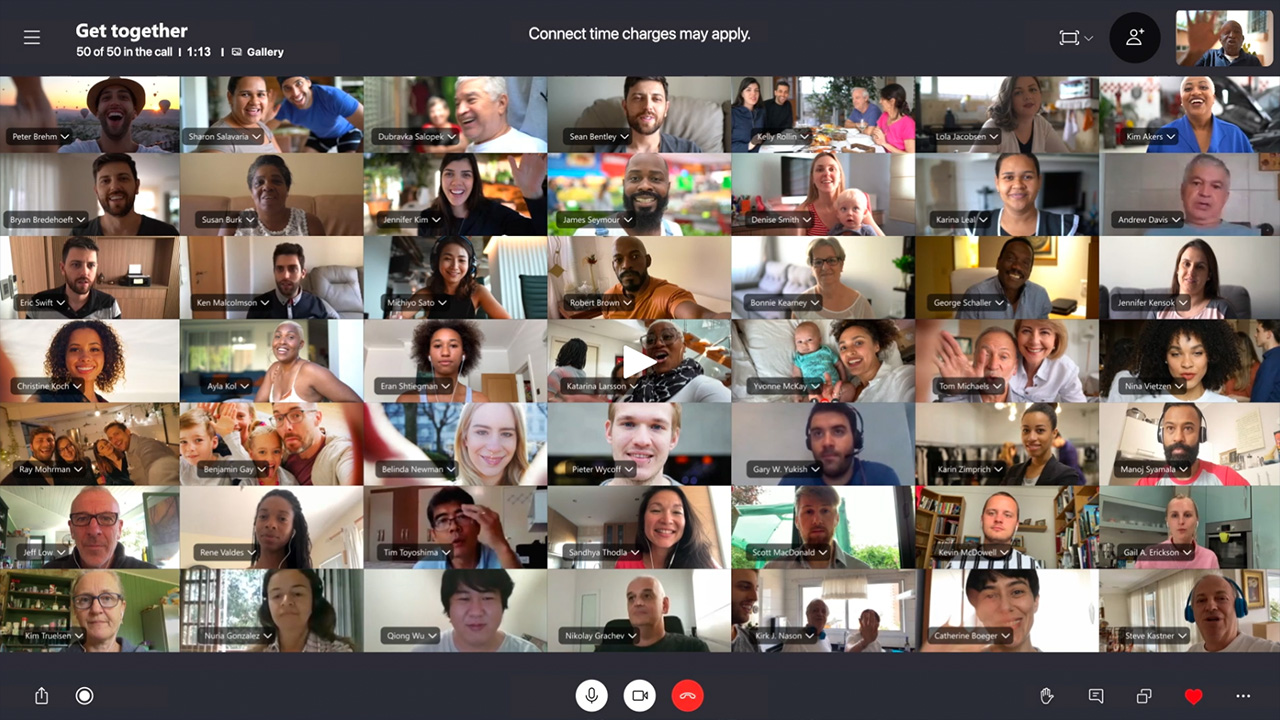 Get together
Connect time charges may apply.
50 of 50 in the call | 1:13 | Gallery
Peter Brehm
Sharon Salavaria
Dubravka Salopek
Sean Bentley
Kelly Rollin
Lola Jacobsen
Kim Akers
Bryan Bredehoeft
Susan Burk
Jennifer Kim
James Seymour
Denise Smith
Karina Leal
Andrew Davis
Eric Swift
Ken Malcolmson
Michiyo Sato
Robert Brown
Bonnie Kearney
George Schaller
Jennifer Kensok
Christine Koch
Ayla Kol
Eran Shtiegman
Katarina Larsson
Yvonne McKay
Tom Michaels
Nina Vietzen
Ray Mohrman
Benjamin Gay
Belinda Newman
Pieter Wycoff
Gary W. Yukish
Karin Zimprich
Manoj Syamala
Jeff Low
Rene Valdes
Tim Toyoshima
Sandhya Thodla
Scott MacDonald
Kevin McDowell
Gail A. Erickson
Kim Truelsen
Nuria Gonzalez
Qiong Wu
Nikolay Grachev
Kirk J. Nason
Catherine Boeger
Steve Kastner